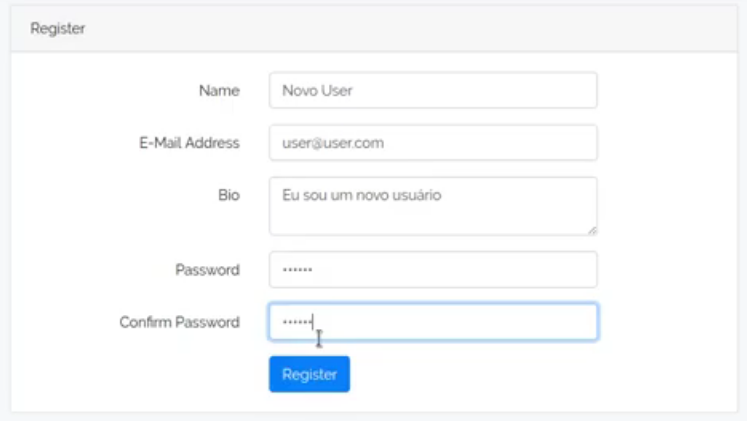 Register
Name Novo User
E-Mail Address user@user.com
Bio Eu sou um novo usuário
Password ••••••
Confirm Password ••••••
Register